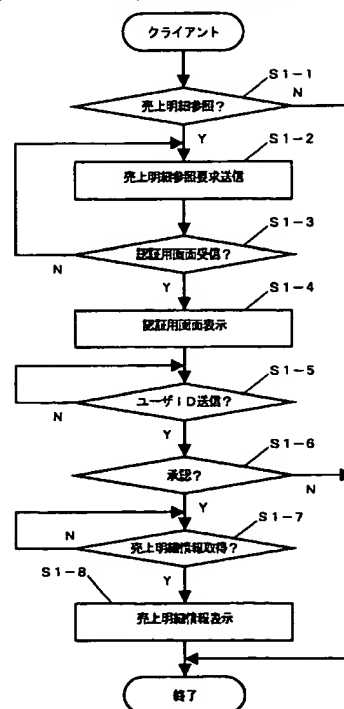 クライアント
S1-1
売上明細参照?
N
Y
S1-2
売上明細参照要求送信
S1-3
認証用画面受信?
N
Y
S1-4
認証用画面表示
S1-5
ユーザID送信?
N
Y
S1-6
承認?
N
Y
S1-7
N
売上明細情報取得?
S1-8
Y
売上明細情報表示
終了